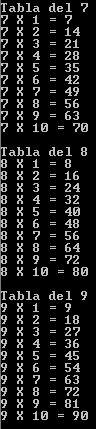 Tabla del 7
7 X 1 = 7
7 X 2 = 14
7 X 3 = 21
7 X 4 = 28
7 X 5 = 35
7 X 6 = 42
7 X 7 = 49
7 X 8 = 56
7 X 9 = 63
7 X 10 = 70
Tabla del 8
8 X 1 = 8
8 X 2 = 16
8 X 3 = 24
8 X 4 = 32
8 X 5 = 40
8 X 6 = 48
8 X 7 = 56
8 X 8 = 64
8 X 9 = 72
8 X 10 = 80
Tabla del 9
9 X 1 = 9
9 X 2 = 18
9 X 3 = 27
9 X 4 = 36
9 X 5 = 45
9 X 6 = 54
9 X 7 = 63
9 X 8 = 72
9 X 9 = 81
9 X 10 = 90